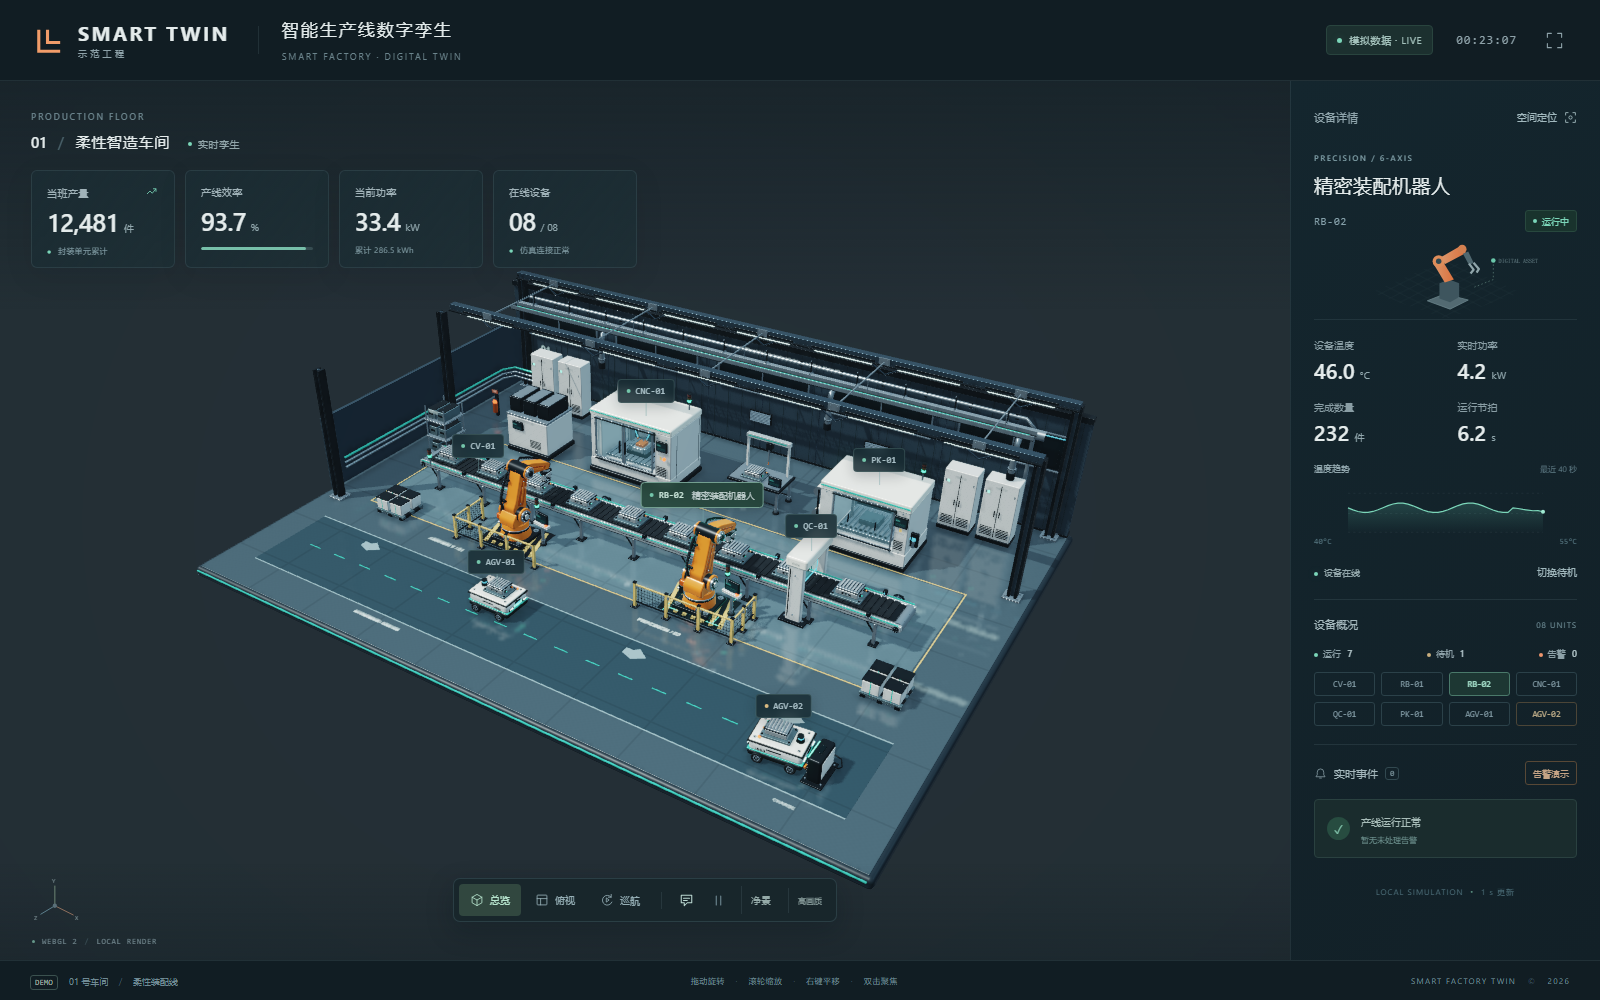 SMART TWIN
示范工程
智能生产线数字孪生
SMART FACTORY · DIGITAL TWIN
模拟数据 · LIVE
00:23:07
PRODUCTION FLOOR
01 / 柔性智造车间
实时孪生
当班产量
12,481 件
封装单元累计
产线效率
93.7 %
当前功率
33.4 kW
累计 286.5 kWh
在线设备
08 / 08
仿真连接正常
CNC-01
CV-01
PK-01
RB-02 精密装配机器人
QC-01
AGV-01
AGV-02
设备详情
空间定位
PRECISION / 6-AXIS
精密装配机器人
RB-02
运行中
DIGITAL ASSET
设备温度
46.0 °C
实时功率
4.2 kW
完成数量
232 件
运行节拍
6.2 s
温度趋势
最近 40 秒
40°C
55°C
设备在线
切换待机
设备概况
08 UNITS
运行 7
待机 1
告警 0
CV-01
RB-01
RB-02
CNC-01
QC-01
PK-01
AGV-01
AGV-02
实时事件 0
告警演示
产线运行正常
暂无未处理告警
LOCAL SIMULATION • 1 s 更新
Y
Z
X
WEBGL 2 / LOCAL RENDER
总览
俯视
巡航
净景
高画质
DEMO
01 号车间 / 柔性装配线
拖动旋转 · 滚轮缩放 · 右键平移 · 双击聚焦
SMART FACTORY TWIN © 2026